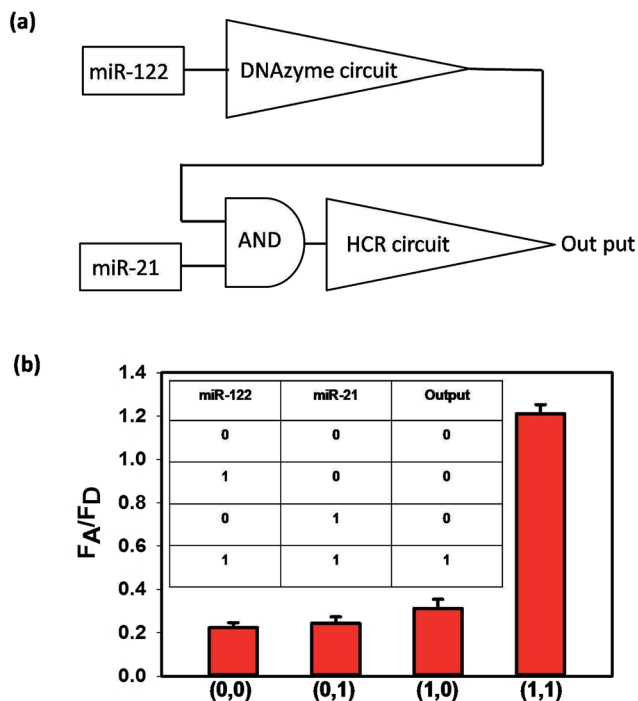 (a)
miR-122
DNAzyme circuit
AND
HCR circuit
Out put
miR-21
(b)
1.4
1.2
1.0
0.8
0.6
0.4
0.2
0.0
FA/FD
miR-122 miR-21 Output
0 0 0
1 0 0
0 1 0
1 1 1
(0,0) (0,1) (1,0) (1,1)